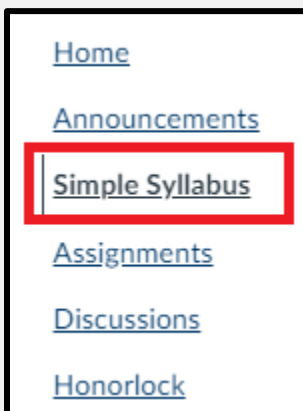 Home
Announcements
Simple Syllabus
Assignments
Discussions
Honorlock